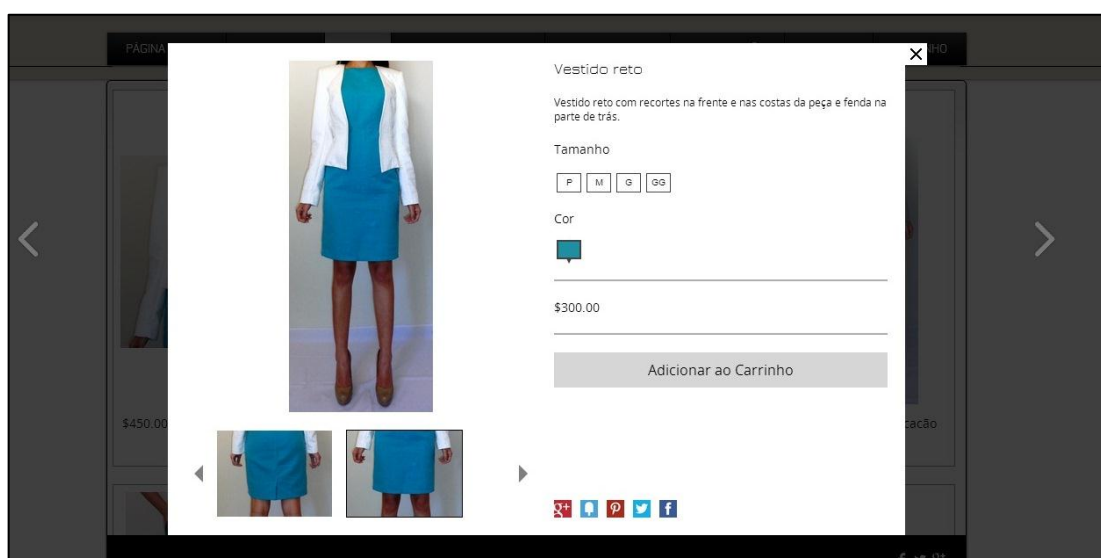 PÁGINA
Vestido reto
Vestido reto com recortes na frente e nas costas da peça e fenda na
parte de trás.
Tamanho
P M G GG
Cor
$300.00
Adicionar ao Carrinho
$450.00